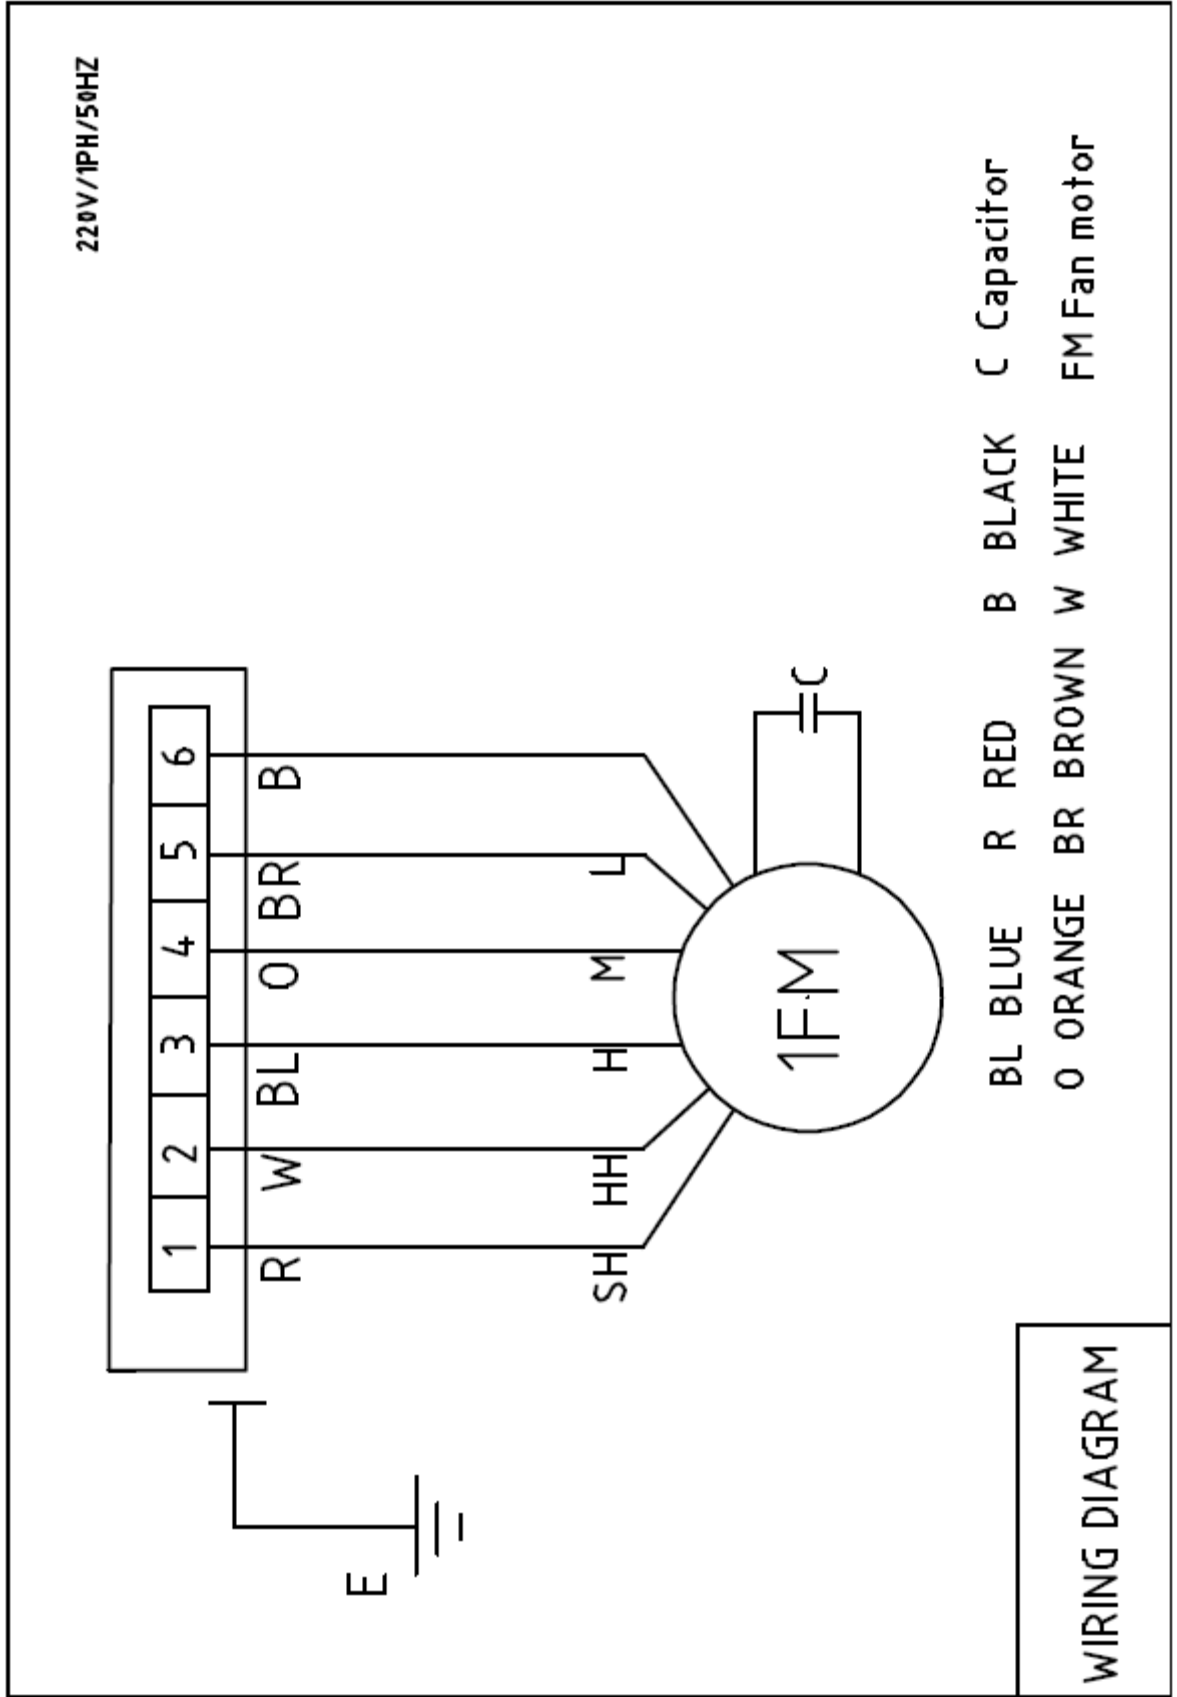 220V/1PH/50HZ
1 2 3 4 5 6
R W BL O BR B
E
SH HH H M L
1FM
C
BL BLUE R RED B BLACK C Capacitor
O ORANGE BR BROWN W WHITE FM Fan motor
WIRING DIAGRAM